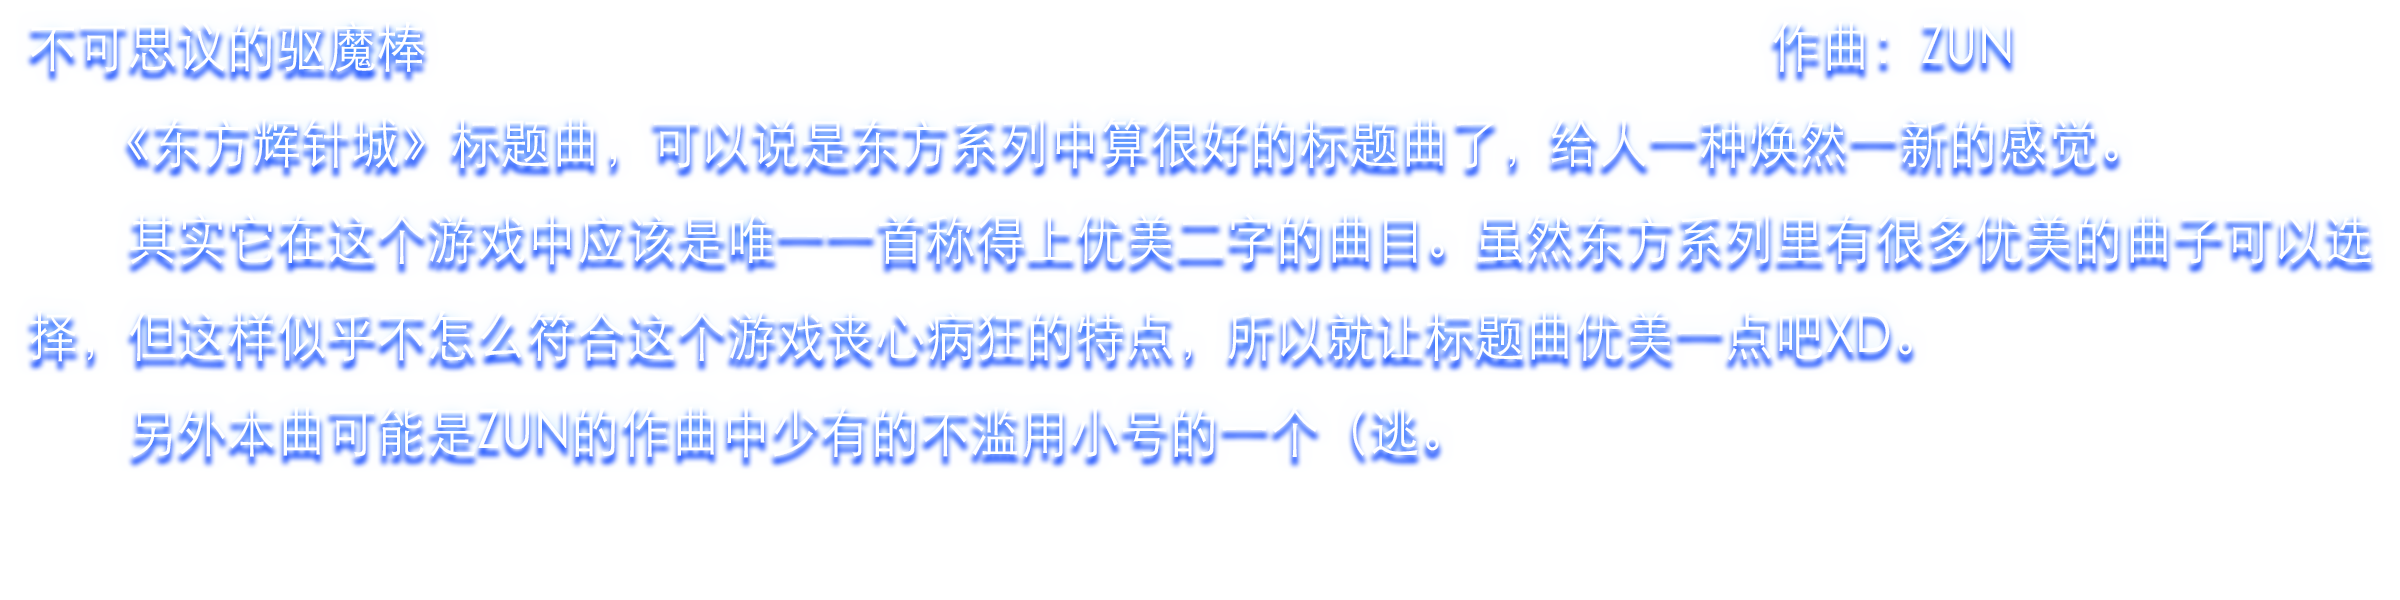 不可思议的驱魔棒 作曲：ZUN
《东方辉针城》标题曲，可以说是东方系列中算很好的标题曲了，给人一种焕然一新的感觉。
其实它在这个游戏中应该是唯一一首称得上优美二字的曲目。虽然东方系列里有很多优美的曲子可以选
择，但这样似乎不怎么符合这个游戏丧心病狂的特点，所以就让标题曲优美一点吧XD。
另外本曲可能是ZUN的作曲中少有的不滥用小号的一个（逃。